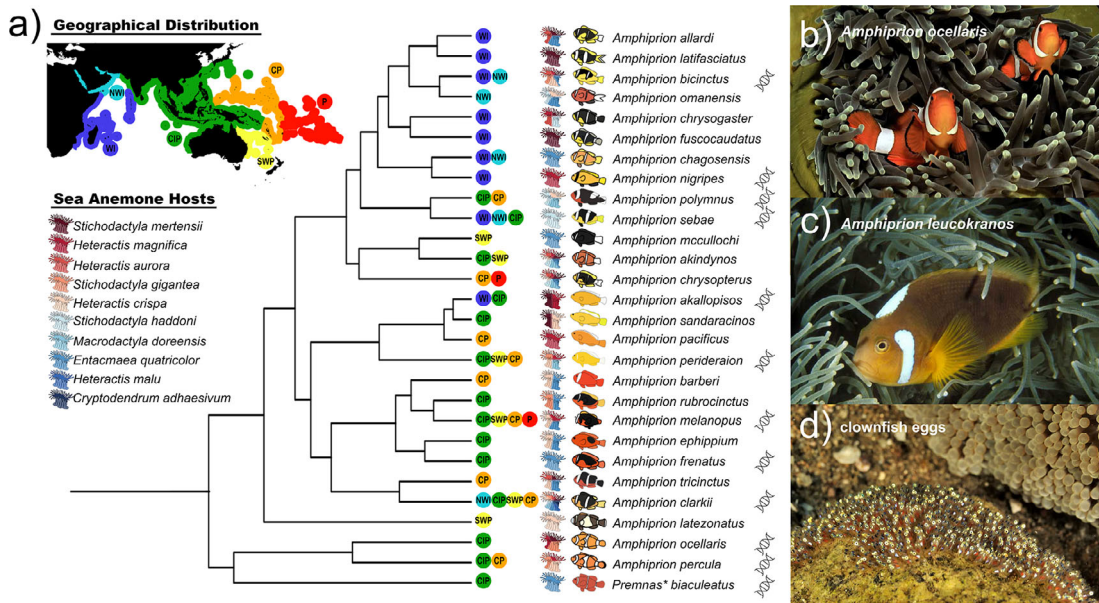 a)
Geographical Distribution
CP
NWI
P
CIP
WI
SWP
Sea Anemone Hosts
Stichodactyla mertensii
Heteractis magnifica
Heteractis aurora
Stichodactyla gigantea
Heteractis crispa
Stichodactyla haddoni
Macrodactyla doreensis
Entacmaea quatricolor
Heteractis malu
Cryptodendrum adhaesivum
WI Amphiprion allardi
WI Amphiprion latifasciatus
WI NWI Amphiprion bicinctus
NWI Amphiprion omanensis
WI Amphiprion chrysogaster
WI Amphiprion fuscocaudatus
WI NWI Amphiprion chagosensis
WI Amphiprion nigripes
CIP CP Amphiprion polymnus
WI NWI CIP Amphiprion sebae
SWP Amphiprion mccullochi
CIP SWP Amphiprion akindynos
CP P Amphiprion chrysopterus
WI CIP Amphiprion akallopisos
CIP Amphiprion sandaracinos
CP Amphiprion pacificus
CIP SWP CP Amphiprion perideraion
CP Amphiprion barberi
CIP Amphiprion rubrocinctus
CIP SWP CP P Amphiprion melanopus
CIP Amphiprion ephippium
CIP Amphiprion frenatus
CP Amphiprion tricinctus
NWI CIP SWP CP Amphiprion clarkii
SWP Amphiprion latezonatus
CIP Amphiprion ocellaris
CIP CP Amphiprion percula
CIP Premnas* biaculeatus
b) Amphiprion ocellaris
c) Amphiprion leucokranos
d) clownfish eggs